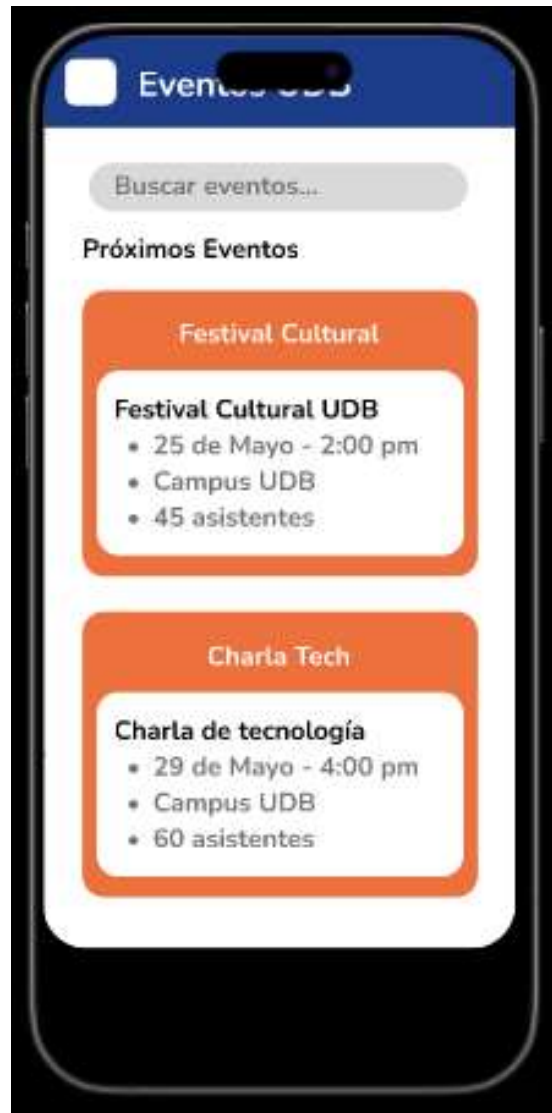 Eventos UDB
Buscar eventos...
Próximos Eventos
Festival Cultural
Festival Cultural UDB
• 25 de Mayo - 2:00 pm
• Campus UDB
• 45 asistentes
Charla Tech
Charla de tecnología
• 29 de Mayo - 4:00 pm
• Campus UDB
• 60 asistentes